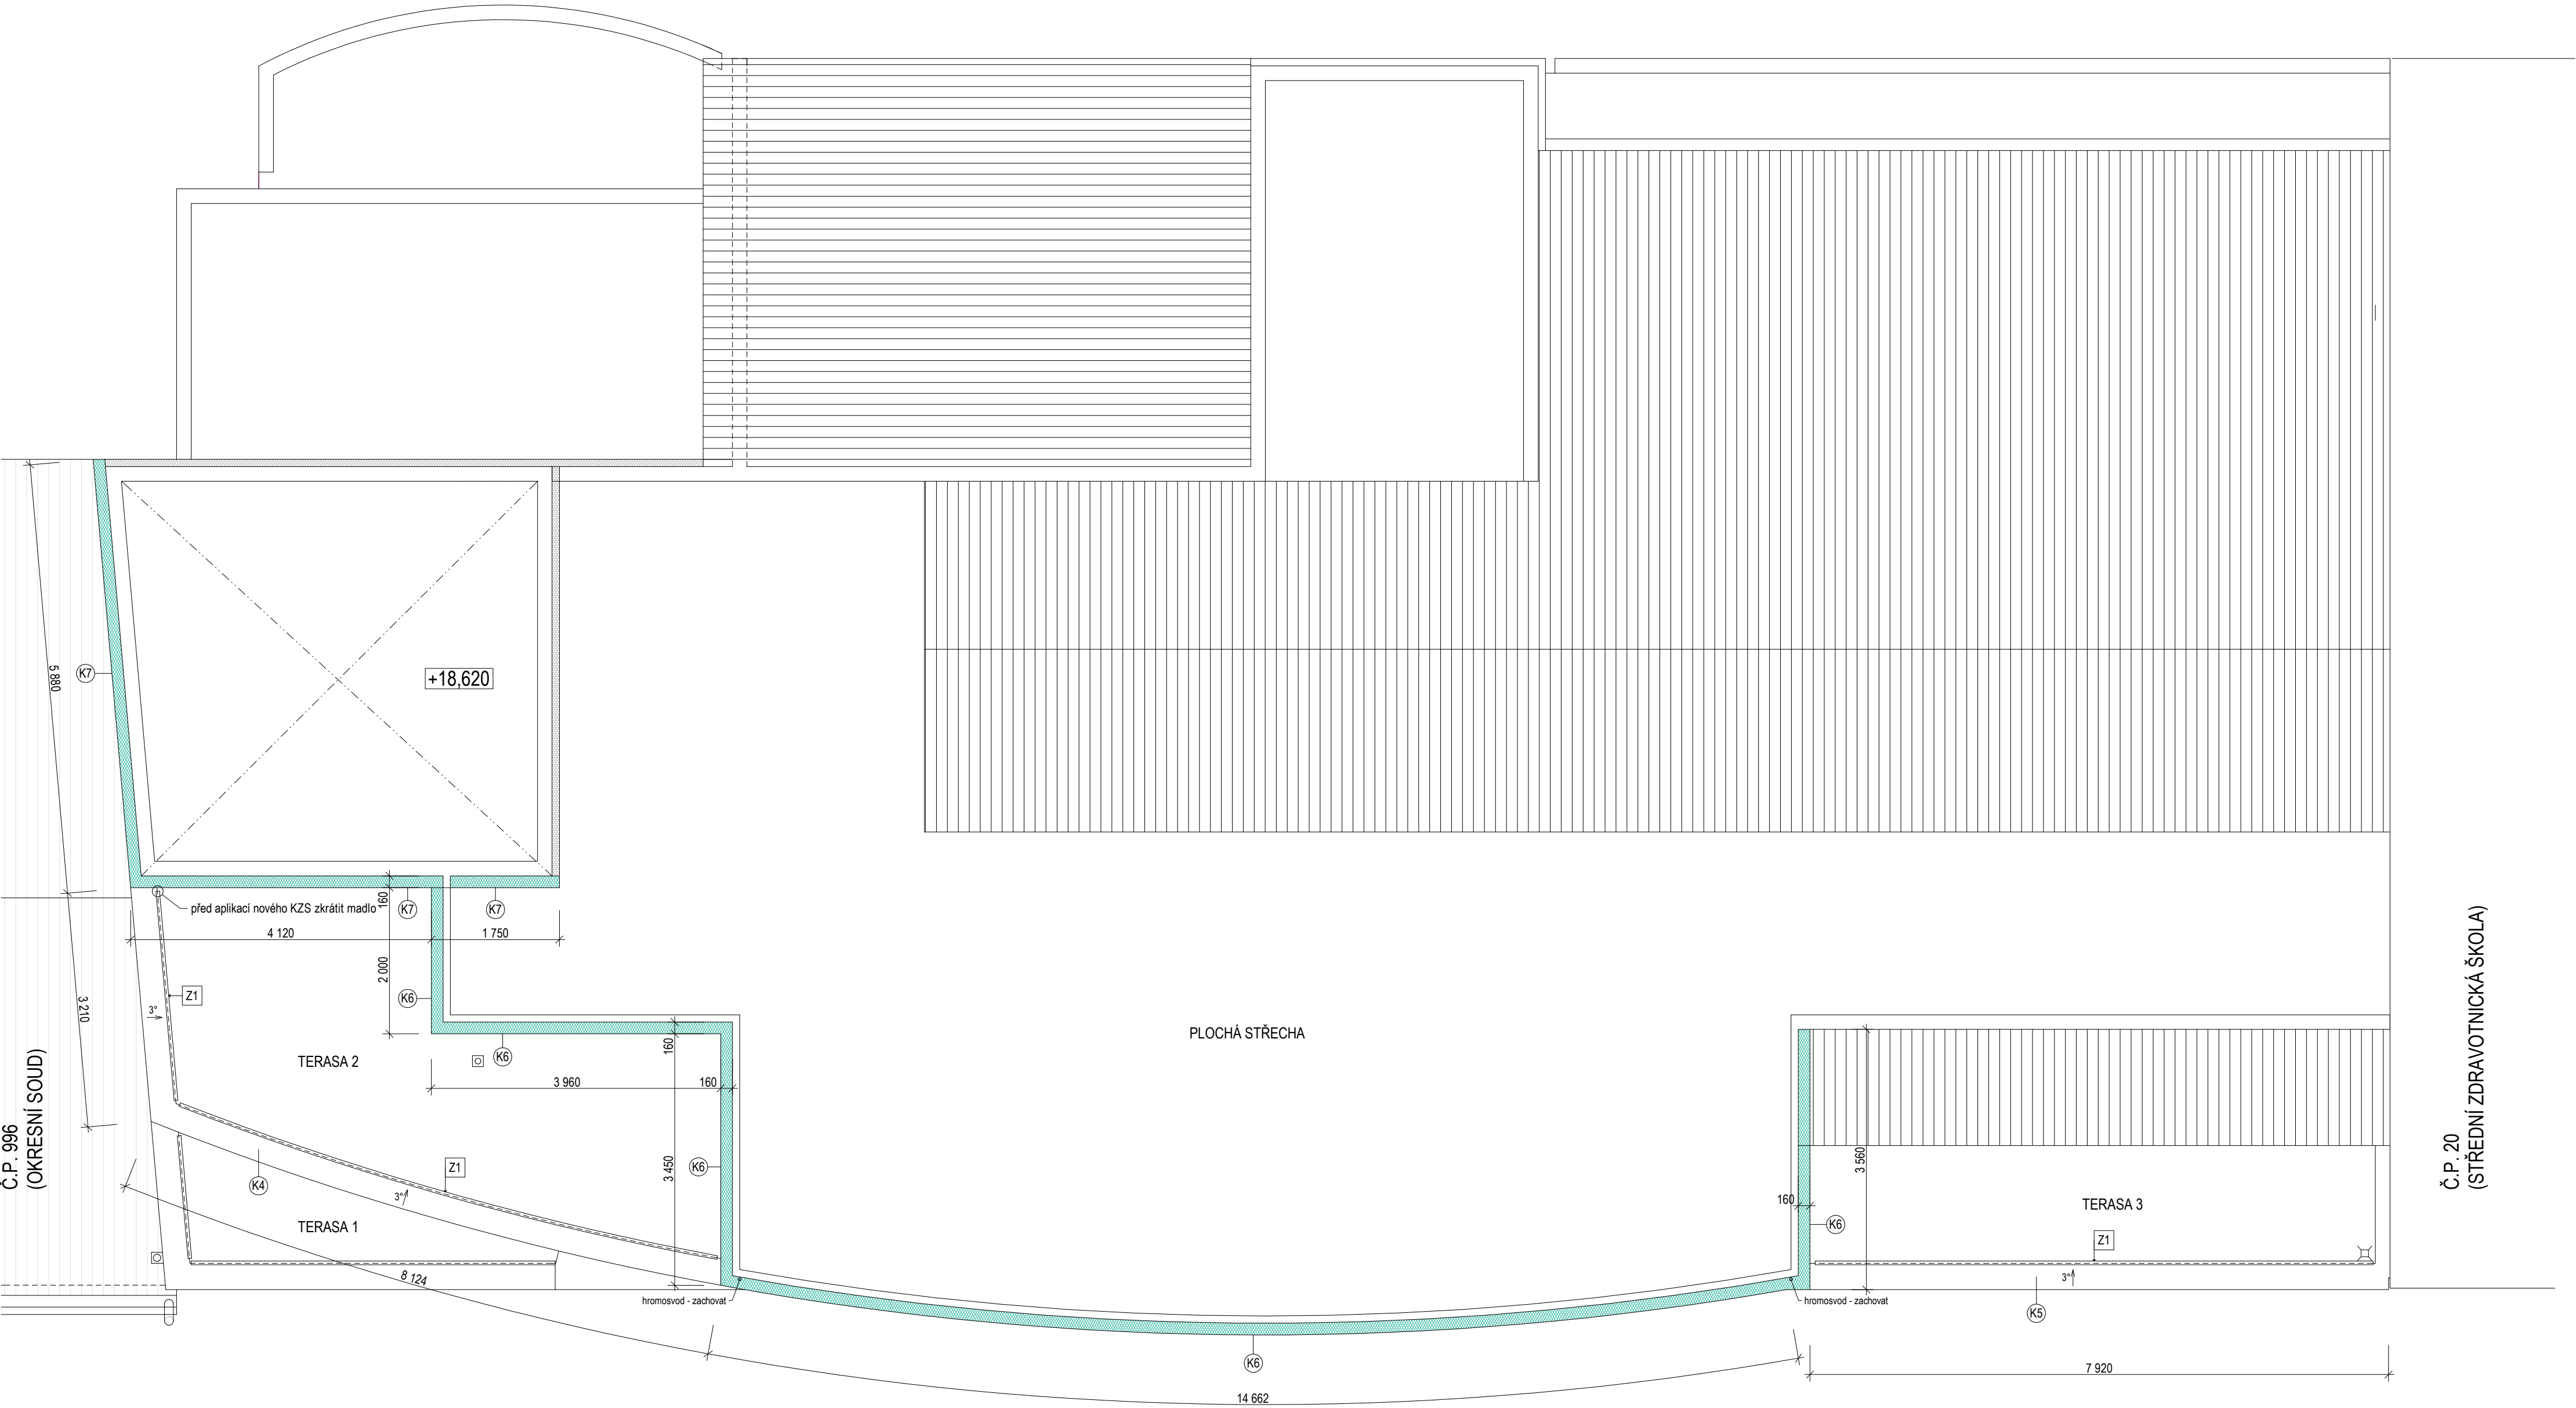 5 880
K7
+18,620
před aplikací nového KZS zkrátit madlo
160
K7
K7
4 120
1 750
2 000
Z1
3°
K6
3 210
TERASA 2
K6
160
3 960
160
PLOCHÁ STŘECHA
Č.P. 996
(OKRESNÍ SOUD)
K4
Z1
3°
K6
3 450
TERASA 1
8 124
hromosvod - zachovat
K6
14 662
3 560
160
K6
TERASA 3
Z1
3°
hromosvod - zachovat
K5
7 920
Č.P. 20
(STŘEDNÍ ZDRAVOTNICKÁ ŠKOLA)